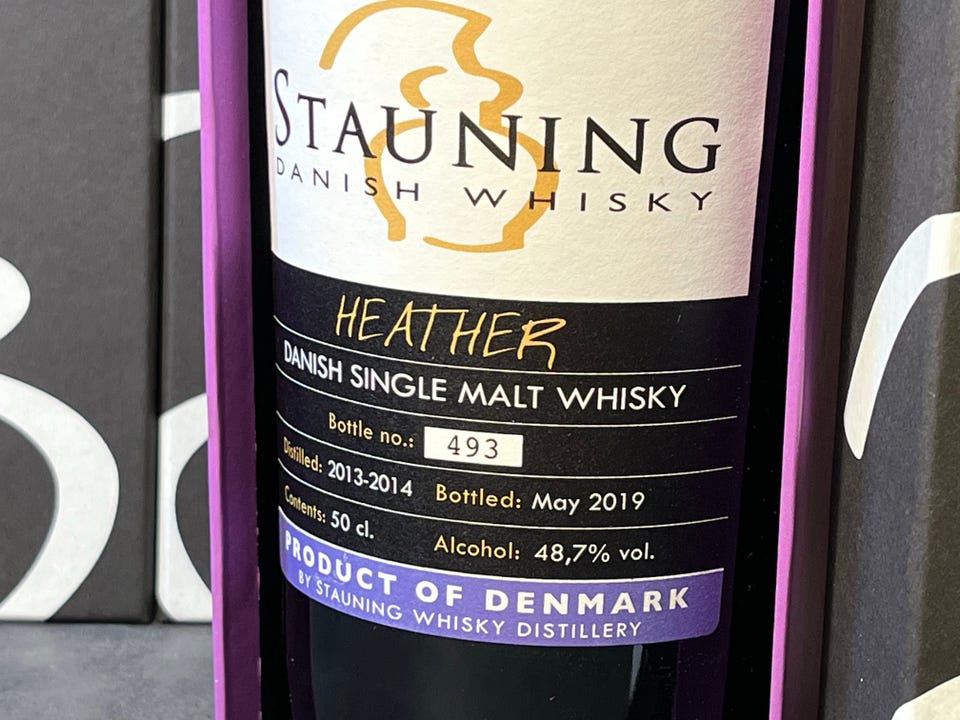 STAUNING
DANISH WHISKY
HEATHER
DANISH SINGLE MALT WHISKY
Bottle no.: 493
Distilled: 2013-2014 Bottled: May 2019
Contents: 50 cl. Alcohol: 48,7% vol.
PRODUCT OF DENMARK
BY STAUNING WHISKY DISTILLERY